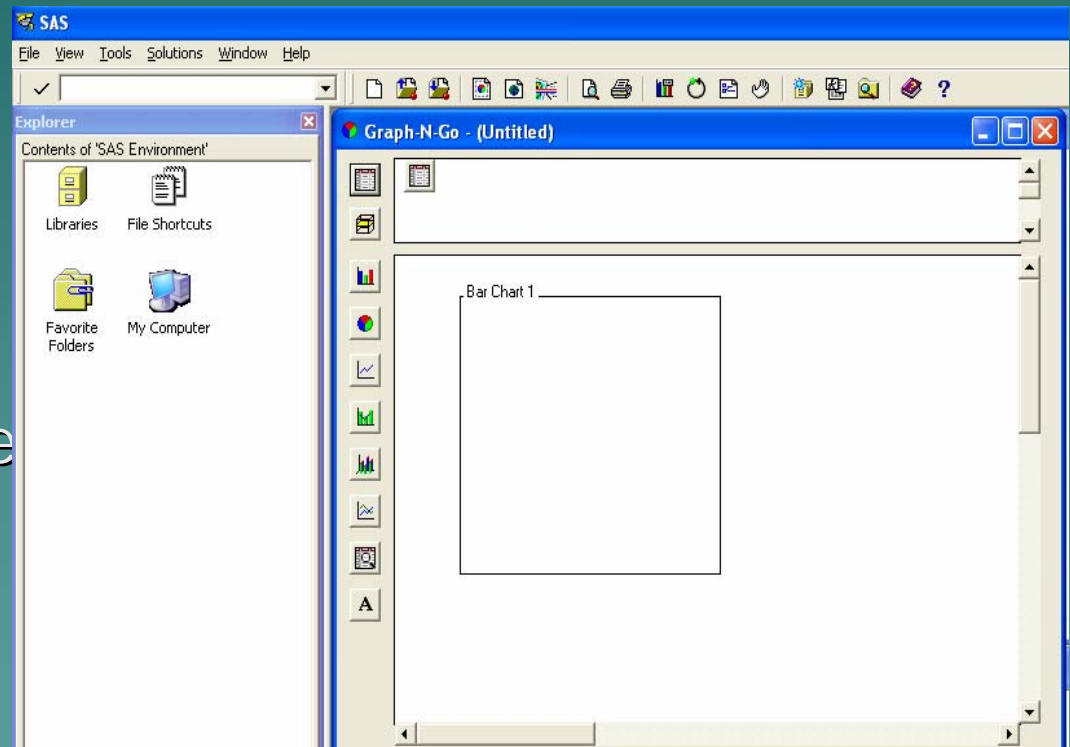 SAS
File View Tools Solutions Window Help
Explorer
Contents of 'SAS Environment'
Libraries File Shortcuts
Favorite Folders
My Computer
Graph-N-Go - (Untitled)
Bar Chart 1
A
?